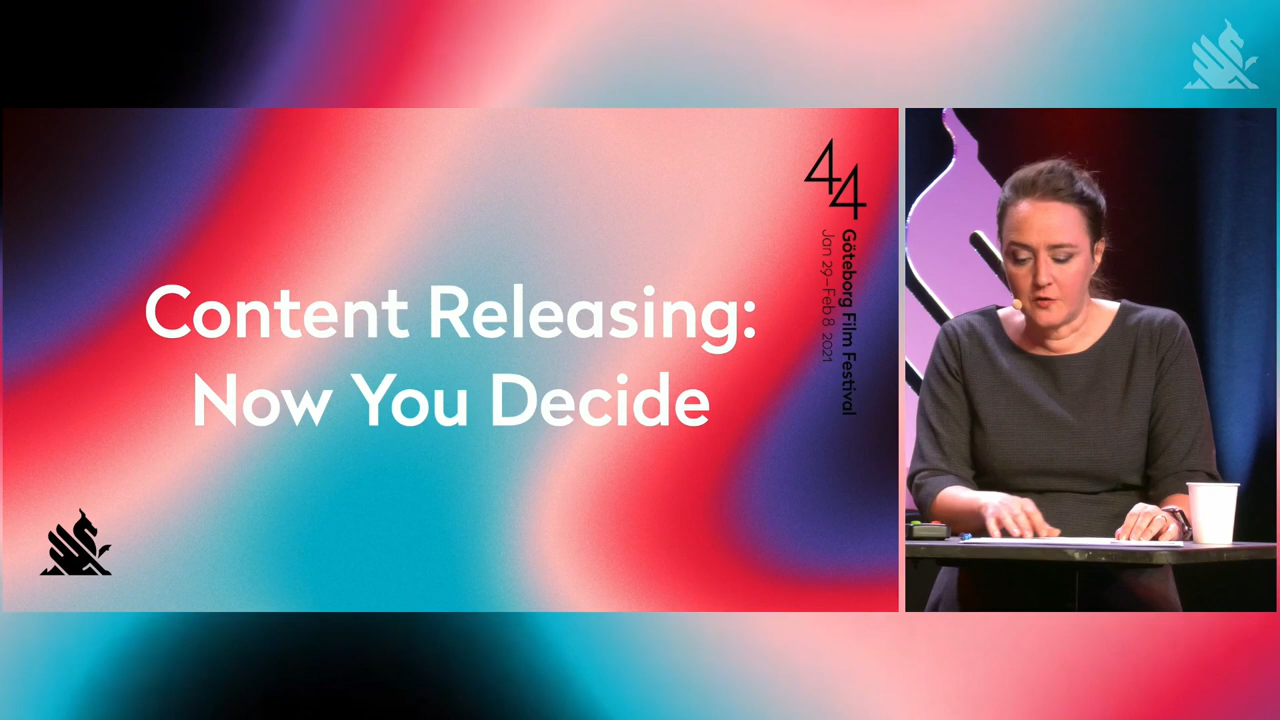 Content Releasing:
Now You Decide
44
Göteborg Film Festival
Jan 29–Feb 8 2021